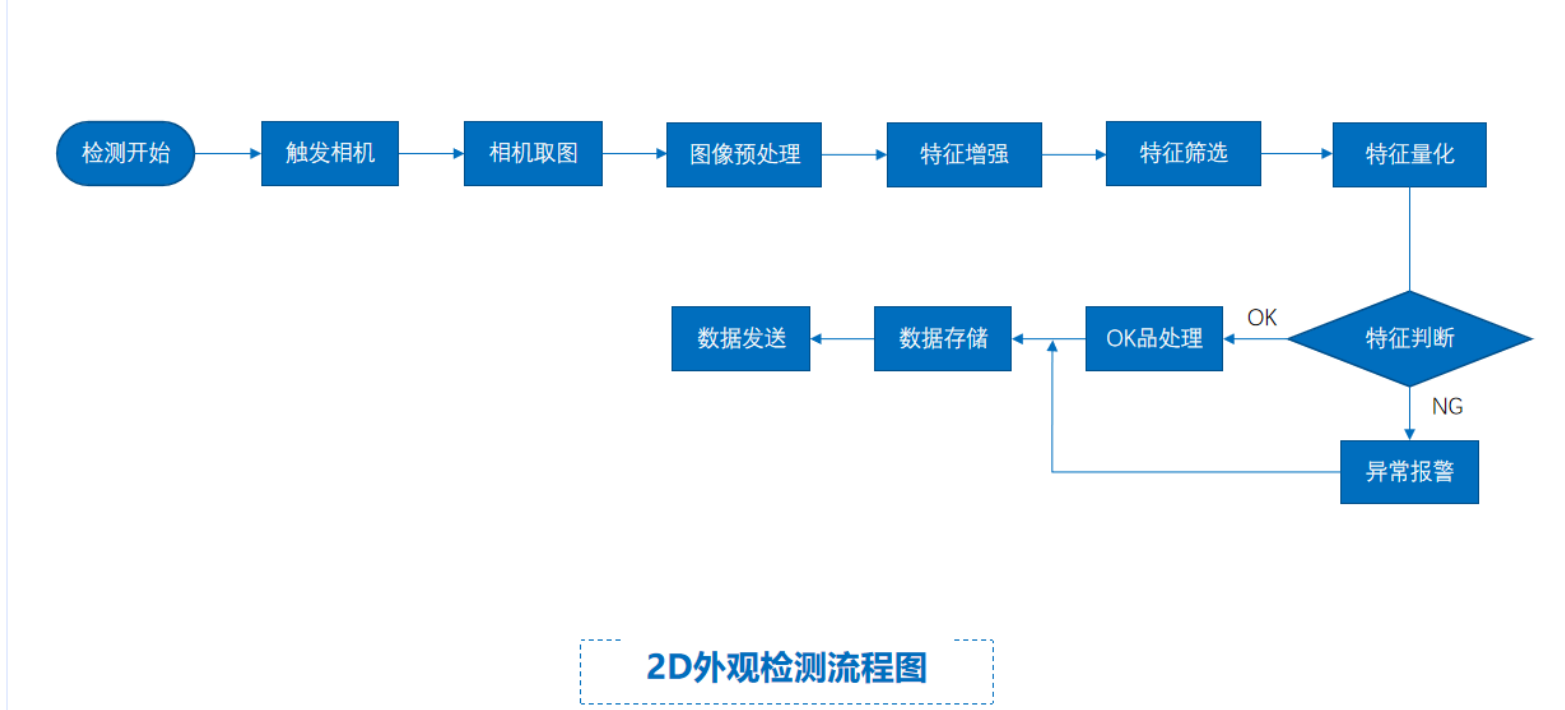 检测开始
触发相机
相机取图
图像预处理
特征增强
特征筛选
特征量化
数据发送
数据存储
OK品处理
OK
特征判断
NG
异常报警
2D外观检测流程图